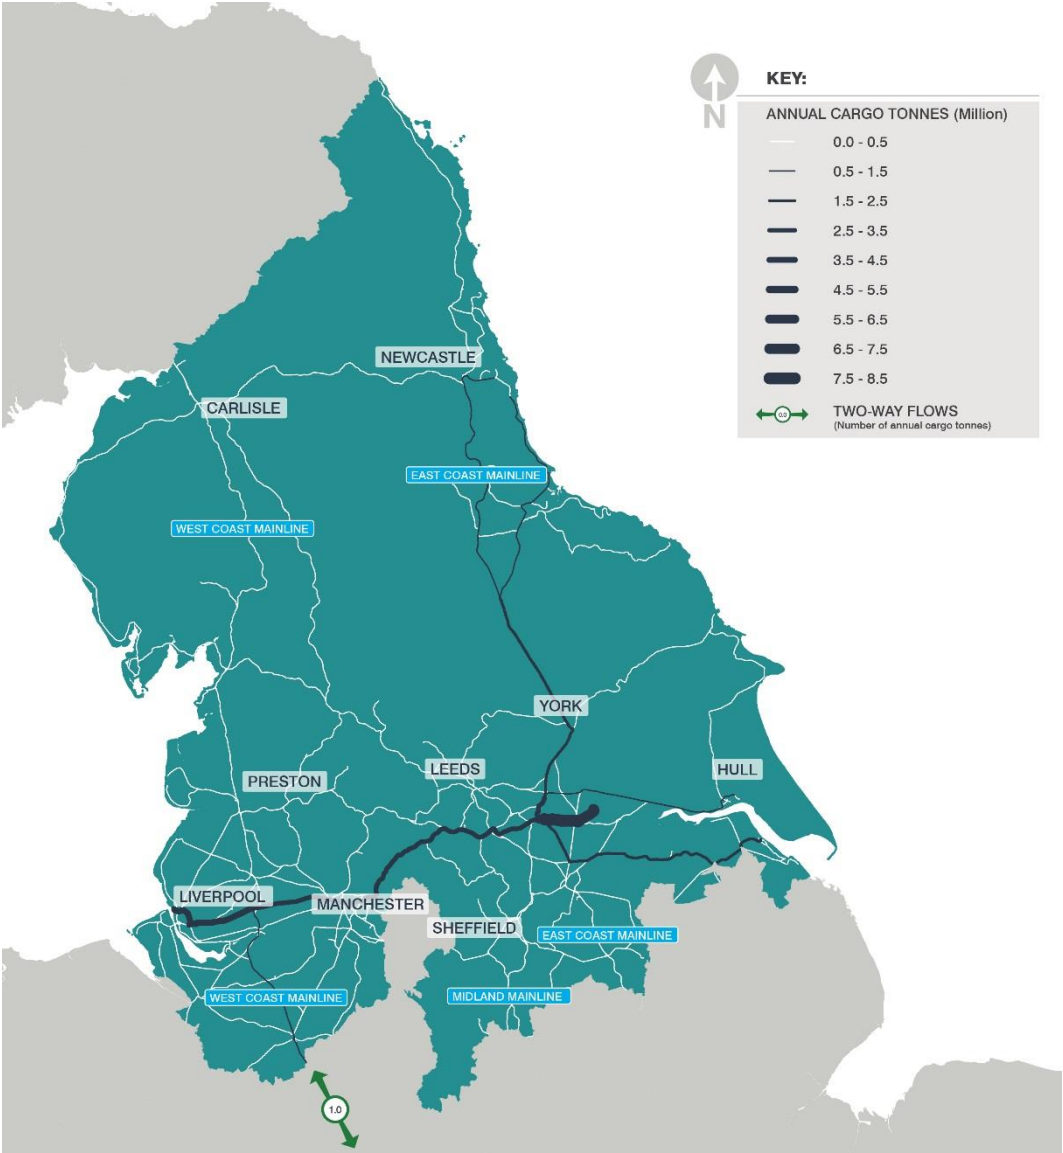 KEY:
N
ANNUAL CARGO TONNES (Million)
0.0 - 0.5
0.5 - 1.5
1.5 - 2.5
2.5 - 3.5
3.5 - 4.5
4.5 - 5.5
5.5 - 6.5
6.5 - 7.5
7.5 - 8.5
0.0
TWO-WAY FLOWS
(Number of annual cargo tonnes)
NEWCASTLE
CARLISLE
EAST COAST MAINLINE
WEST COAST MAINLINE
YORK
LEEDS
HULL
PRESTON
LIVERPOOL
MANCHESTER
SHEFFIELD
EAST COAST MAINLINE
WEST COAST MAINLINE
MIDLAND MAINLINE
1.0